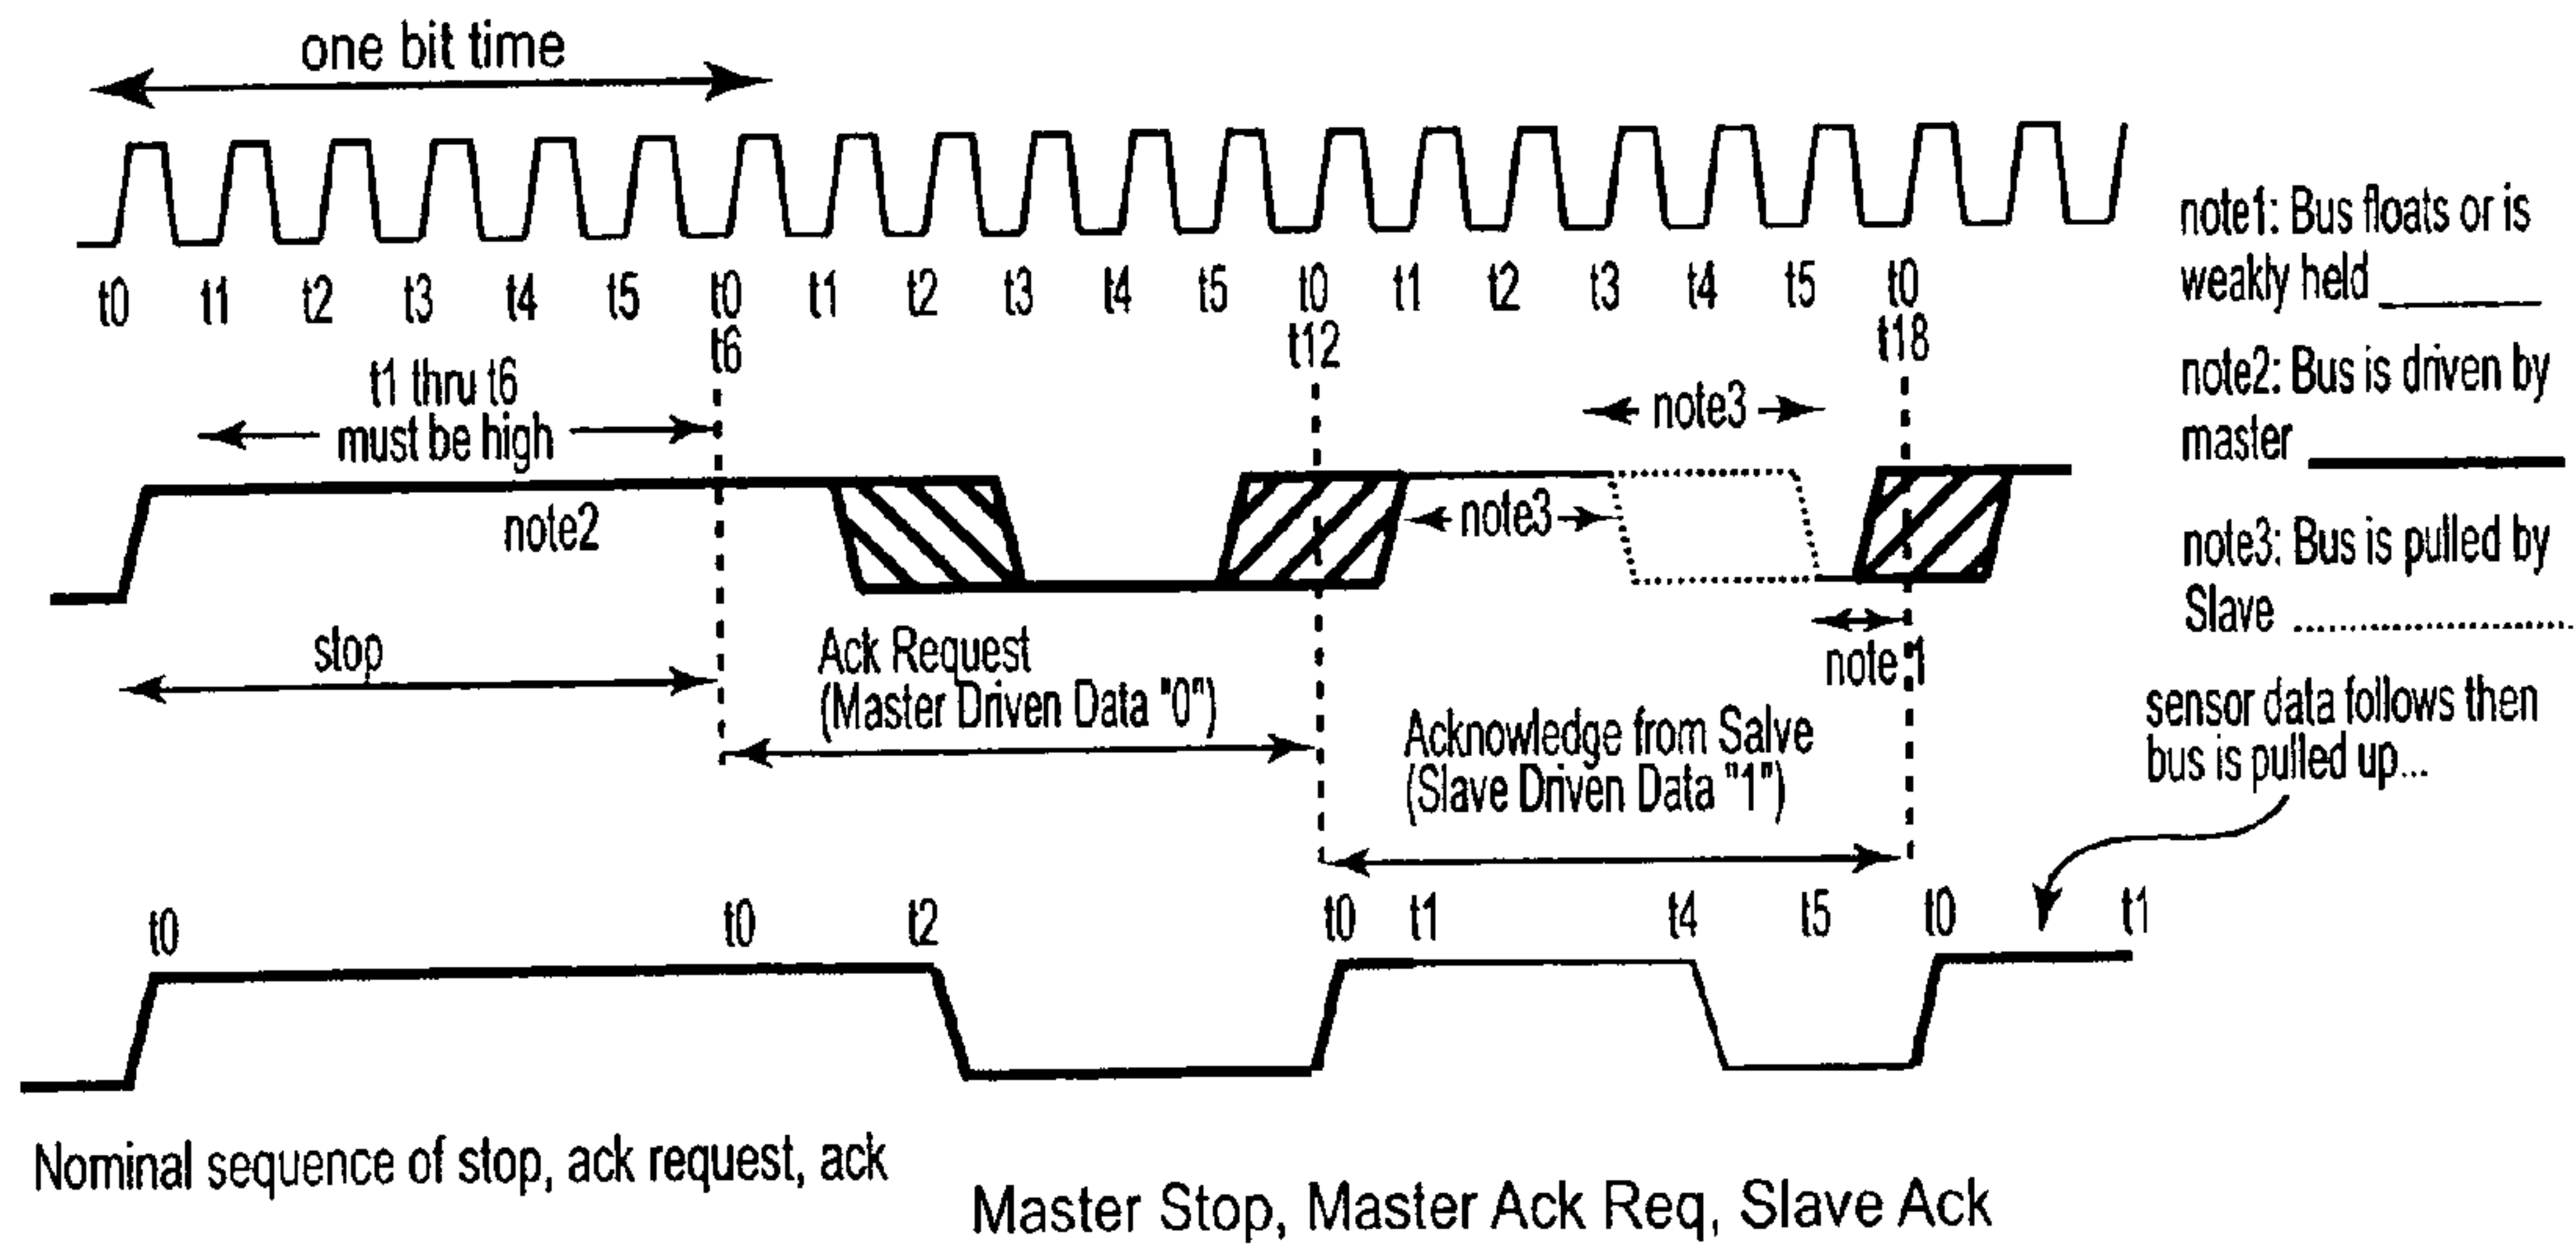 one bit time
t0 t1 t2 t3 t4 t5 t0 t1 t2 t3 t4 t5 t0 t1 t2 t3 t4 t5 t0
t6 t12 t18
t1 thru t6
must be high
note2
note3
note3
note 1
stop
Ack Request
(Master Driven Data "0")
Acknowledge from Salve
(Slave Driven Data "1")
note1: Bus floats or is
weakly held
note2: Bus is driven by
master
note3: Bus is pulled by
Slave
sensor data follows then
bus is pulled up...
t0 t0 t2 t0 t1 t4 t5 t0 t1
Nominal sequence of stop, ack request, ack
Master Stop, Master Ack Req, Slave Ack